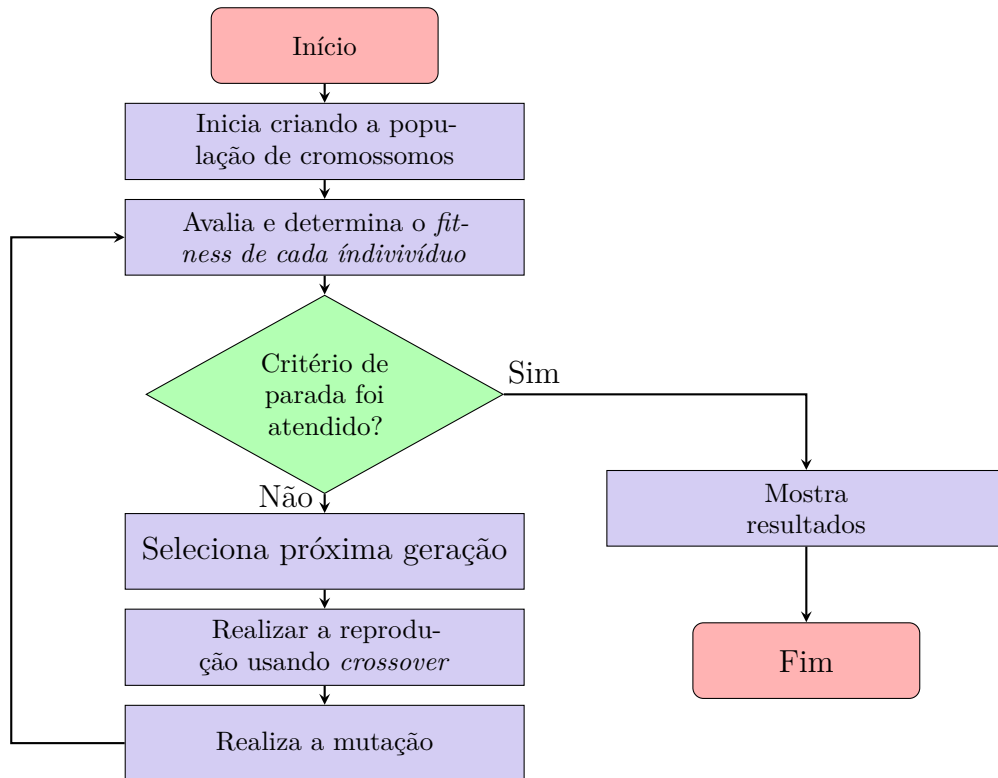 Início
Inicia criando a popu-
lação de cromossomos
Avalia e determina o fit-
ness de cada índivivíduo
Critério de
parada foi
atendido?
Sim
Não
Mostra
resultados
Seleciona próxima geração
Realizar a reprodu-
ção usando crossover
Fim
Realiza a mutação